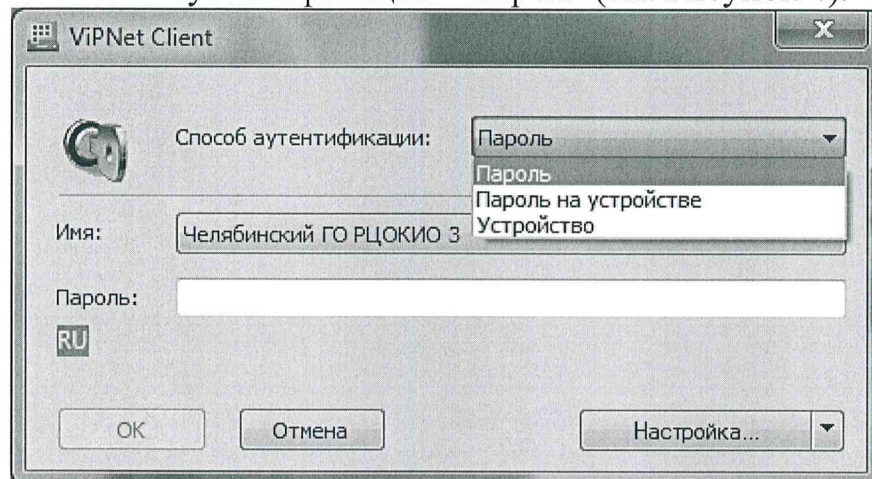 ViPNet Client
Способ аутентификации:
Пароль
Пароль
Пароль на устройстве
Устройство
Имя:
Челябинский ГО РЦОКИО 3
Пароль:
RU
OK
Отмена
Настройка...